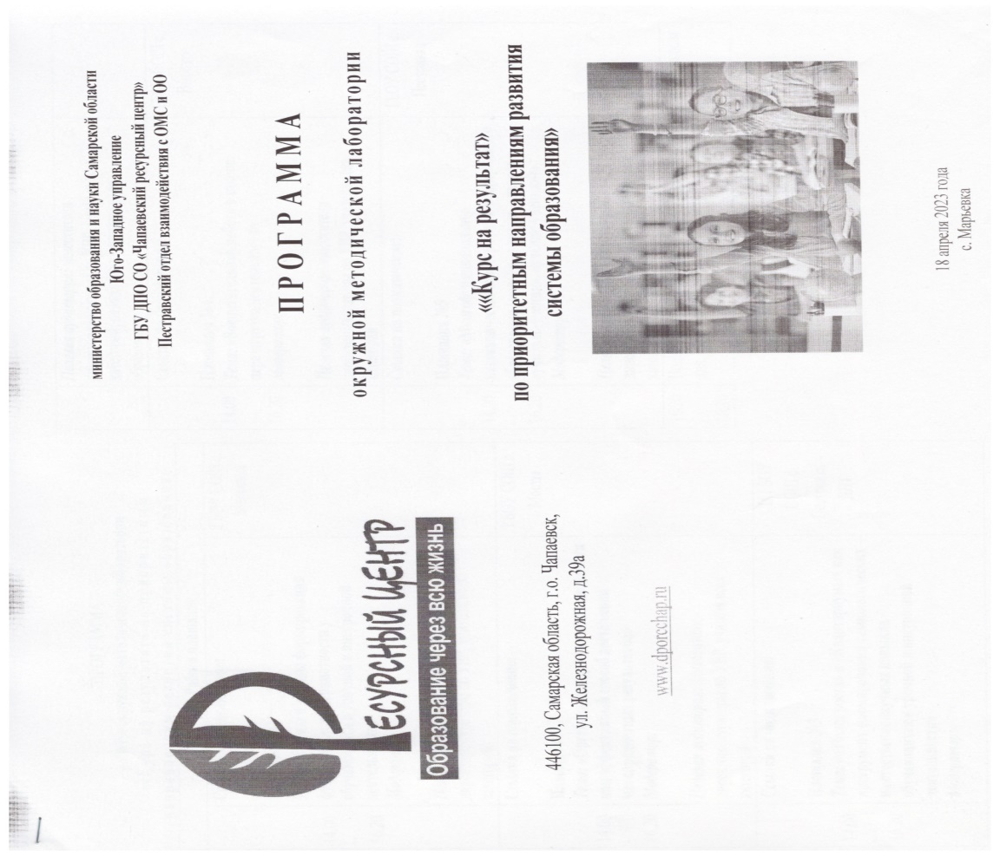 министерство образования и науки Самарской области
Юго-Западное управление
ГБУ ДПО СО «Чапаевский ресурсный центр»
Пестравский отдел взаимодействия с ОМС и ОО
ПРОГРАММА
окружной методической лаборатории
««Курс на результат»
по приоритетным направлениям развития
системы образования»
18 апреля 2023 года
с. Марьевка
РЕСУРСНЫЙ ЦЕНТР
Образование через всю жизнь
446100, Самарская область, г.о. Чапаевск,
ул. Железнодорожная, д.39а
www.dporcchap.ru